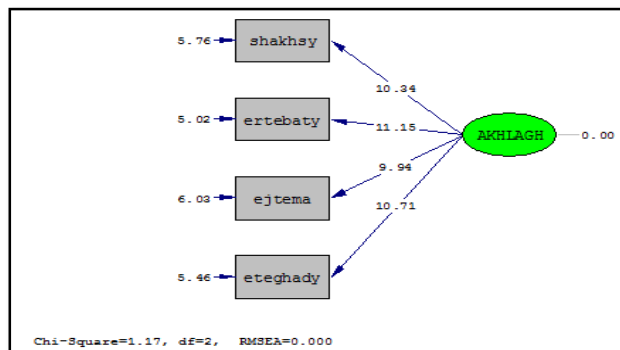 5.76 shakhsy
10.34
5.02 ertebaty
11.15
AKHLAGH 0.00
9.94
6.03 ejtema
10.71
5.46 eteghady
Chi-Square=1.17, df=2, RMSEA=0.000